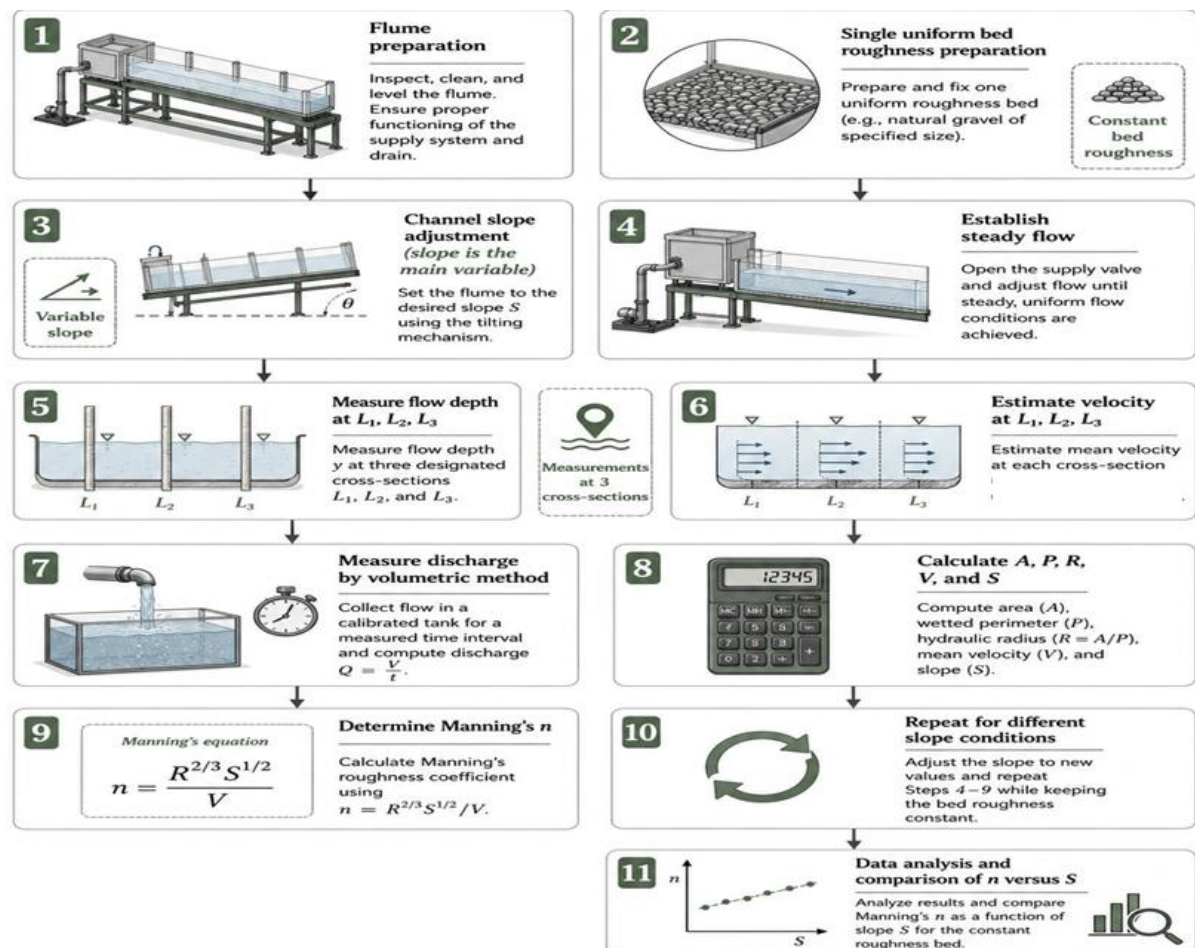 1
Flume
preparation
Inspect, clean, and
level the flume.
Ensure proper
functioning of the
supply system and
drain.
2
Single uniform bed
roughness preparation
Prepare and fix one
uniform roughness bed
(e.g., natural gravel of
specified size).
Constant
bed
roughness
3
Channel slope
adjustment
(slope is the
main variable)
Set the flume to the
desired slope S
using the tilting
mechanism.
Variable
slope
θ
4
Establish
steady flow
Open the supply valve
and adjust flow until
steady, uniform flow
conditions are
achieved.
5
Measure flow depth
at L₁, L₂, L₃
Measure flow depth
y at three designated
cross-sections
L₁, L₂, and L₃.
L₁ L₂ L₃
Measurements
at 3
cross-sections
6
Estimate velocity
at L₁, L₂, L₃
Estimate mean velocity
at each cross-section
L₁ L₂ L₃
7
Measure discharge
by volumetric method
Collect flow in a
calibrated tank for a
measured time interval
and compute discharge
Q = V/t.
8
12345
Calculate A, P, R,
V, and S
Compute area (A),
wetted perimeter (P),
hydraulic radius (R = A/P),
mean velocity (V), and
slope (S).
9
Manning's equation
n = R^{2/3} S^{1/2} / V
Determine Manning's n
Calculate Manning's
roughness coefficient
using
n = R^{2/3} S^{1/2}/V.
10
Repeat for different
slope conditions
Adjust the slope to new
values and repeat
Steps 4–9 while keeping
the bed roughness
constant.
11
n
S
Data analysis and
comparison of n versus S
Analyze results and compare
Manning's n as a function of
slope S for the constant
roughness bed.